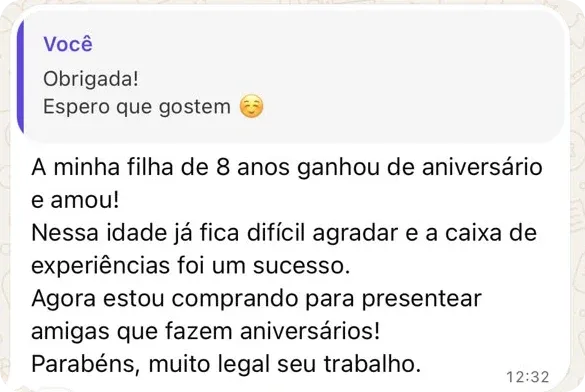 Você
Obrigada!
Espero que gostem ☺️
A minha filha de 8 anos ganhou de aniversário
e amou!
Nessa idade já fica difícil agradar e a caixa de
experiências foi um sucesso.
Agora estou comprando para presentear
amigas que fazem aniversários!
Parabéns, muito legal seu trabalho.
12:32